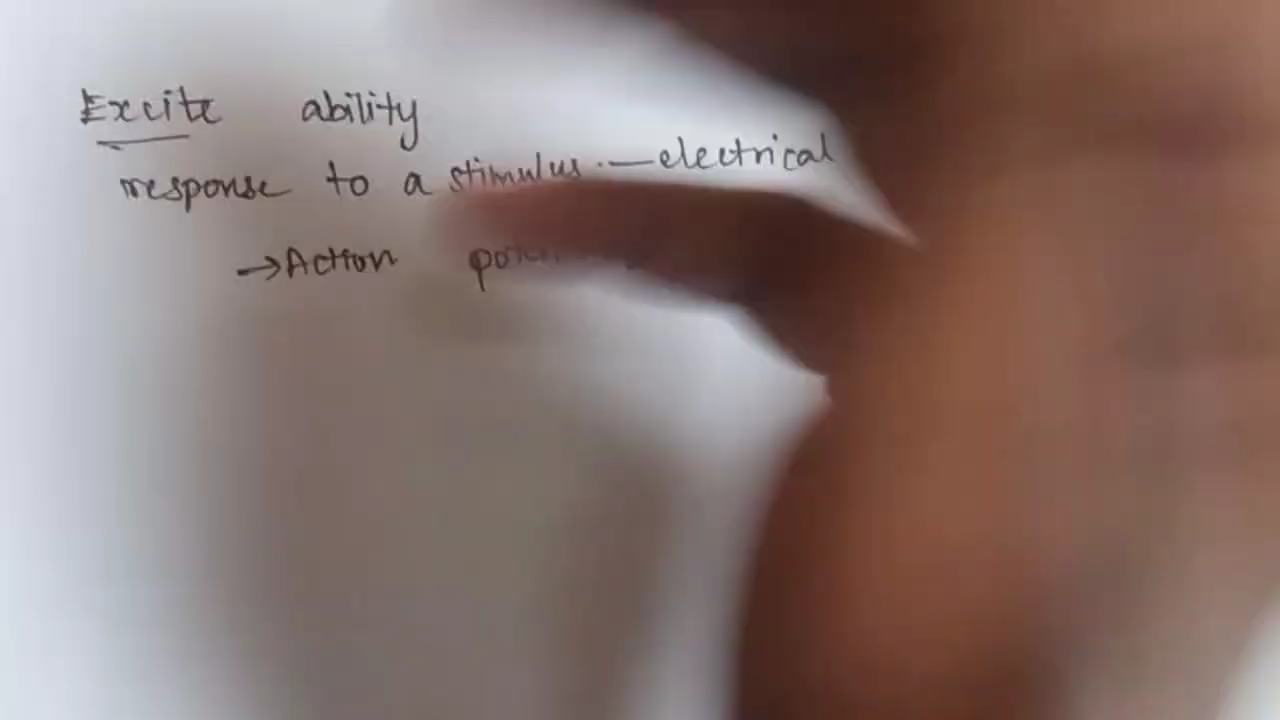 Excite ability
response to a stimulus. — electrical
→ Action